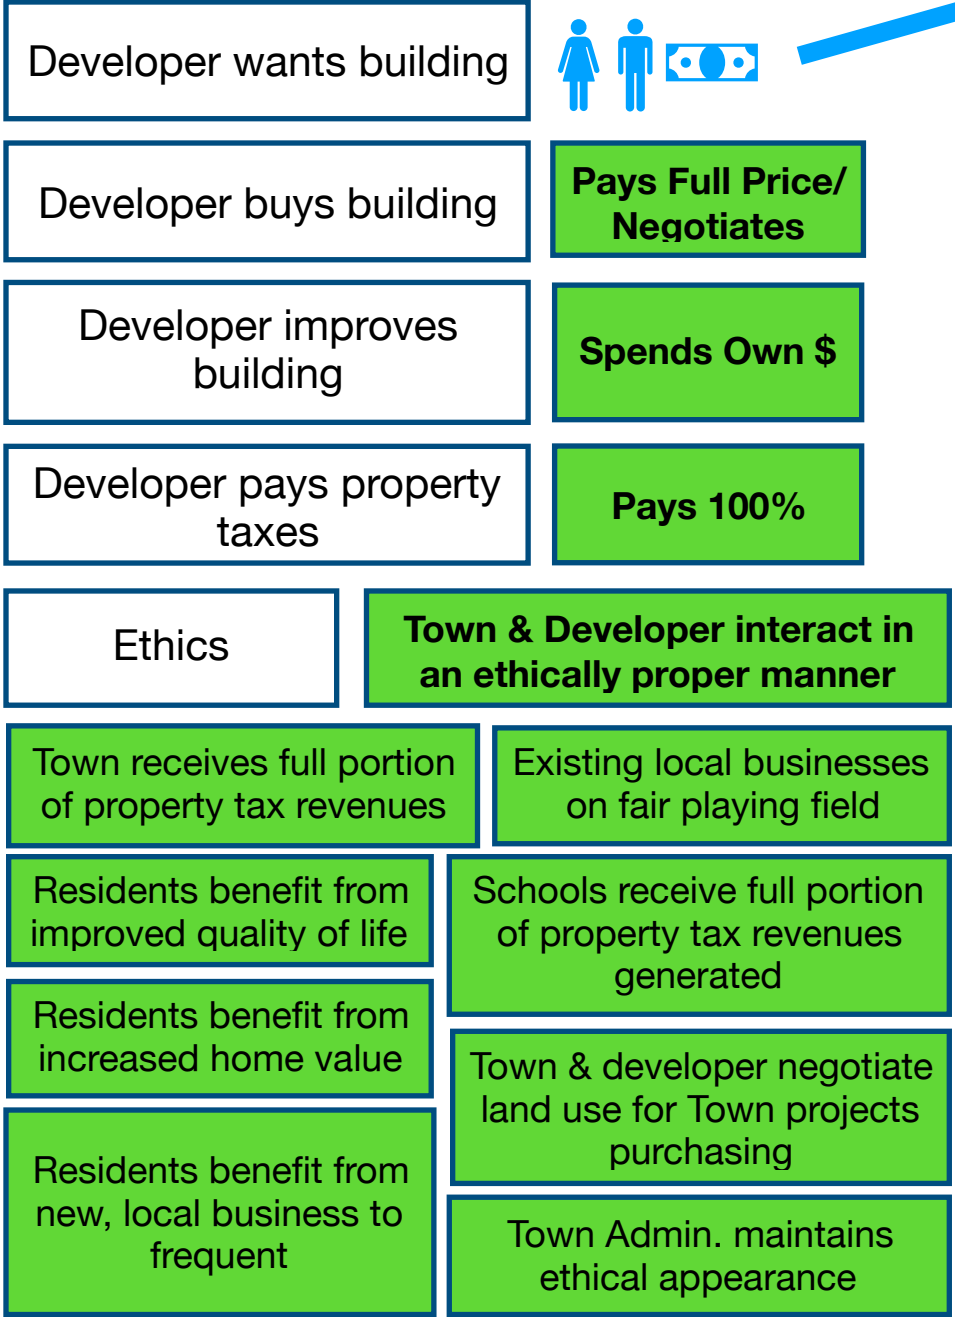 Developer wants building
Developer buys building
Pays Full Price/
Negotiates
Developer improves
building
Spends Own $
Developer pays property
taxes
Pays 100%
Ethics
Town & Developer interact in
an ethically proper manner
Town receives full portion
of property tax revenues
Existing local businesses
on fair playing field
Residents benefit from
improved quality of life
Schools receive full portion
of property tax revenues
generated
Residents benefit from
increased home value
Town & developer negotiate
land use for Town projects
purchasing
Residents benefit from
new, local business to
frequent
Town Admin. maintains
ethical appearance